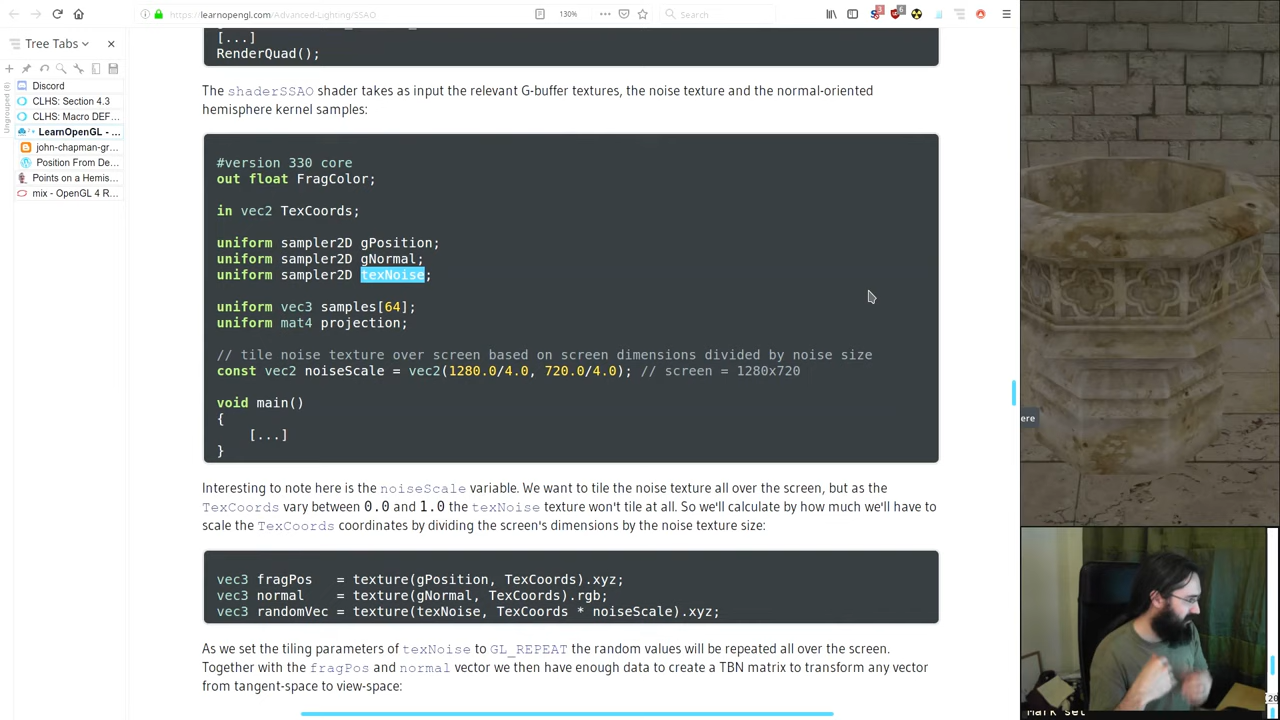 https://learnopengl.com/Advanced-Lighting/SSAO
130%
Search
3
6
Tree Tabs
Ungrouped (8)
Discord
CLHS: Section 4.3
CLHS: Macro DEF...
LearnOpenGL - ...
john-chapman-gr...
Position From De...
Points on a Hemis...
mix - OpenGL 4 R...
[...]
RenderQuad();
The shaderSSAO shader takes as input the relevant G-buffer textures, the noise texture and the normal-oriented
hemisphere kernel samples:
#version 330 core
out float FragColor;
in vec2 TexCoords;
uniform sampler2D gPosition;
uniform sampler2D gNormal;
uniform sampler2D texNoise;
uniform vec3 samples[64];
uniform mat4 projection;
// tile noise texture over screen based on screen dimensions divided by noise size
const vec2 noiseScale = vec2(1280.0/4.0, 720.0/4.0); // screen = 1280x720
void main()
{
[...]
}
Interesting to note here is the noiseScale variable. We want to tile the noise texture all over the screen, but as the
TexCoords vary between 0.0 and 1.0 the texNoise texture won't tile at all. So we'll calculate by how much we'll have to
scale the TexCoords coordinates by dividing the screen's dimensions by the noise texture size:
vec3 fragPos = texture(gPosition, TexCoords).xyz;
vec3 normal = texture(gNormal, TexCoords).rgb;
vec3 randomVec = texture(texNoise, TexCoords * noiseScale).xyz;
As we set the tiling parameters of texNoise to GL_REPEAT the random values will be repeated all over the screen.
Together with the fragPos and normal vector we then have enough data to create a TBN matrix to transform any vector
from tangent-space to view-space:
ere
(20
Mark set